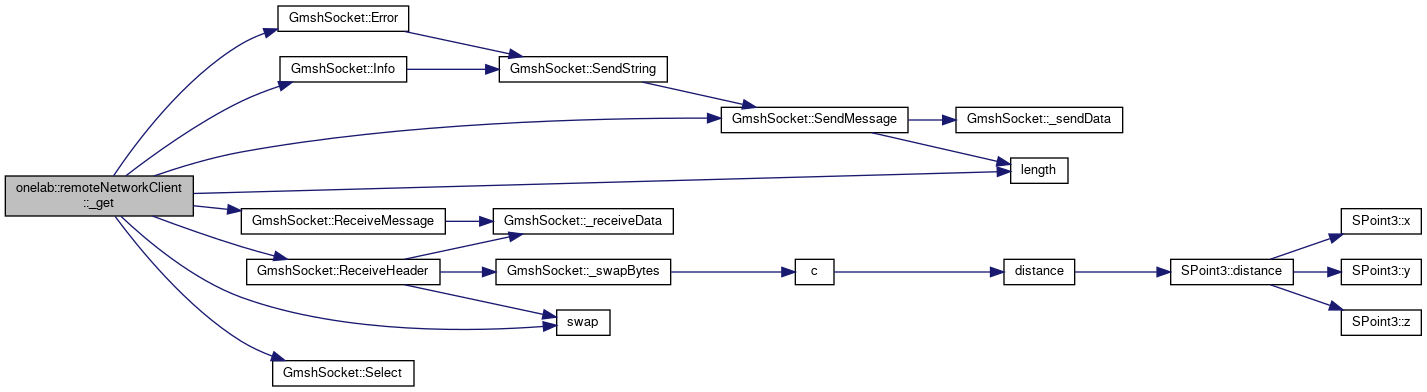 GmshSocket::Error
GmshSocket::Info
GmshSocket::SendString
GmshSocket::SendMessage
GmshSocket::_sendData
length
onelab::remoteNetworkClient
::_get
GmshSocket::ReceiveMessage
GmshSocket::_receiveData
SPoint3::x
GmshSocket::ReceiveHeader
GmshSocket::_swapBytes
c
distance
SPoint3::distance
SPoint3::y
swap
SPoint3::z
GmshSocket::Select